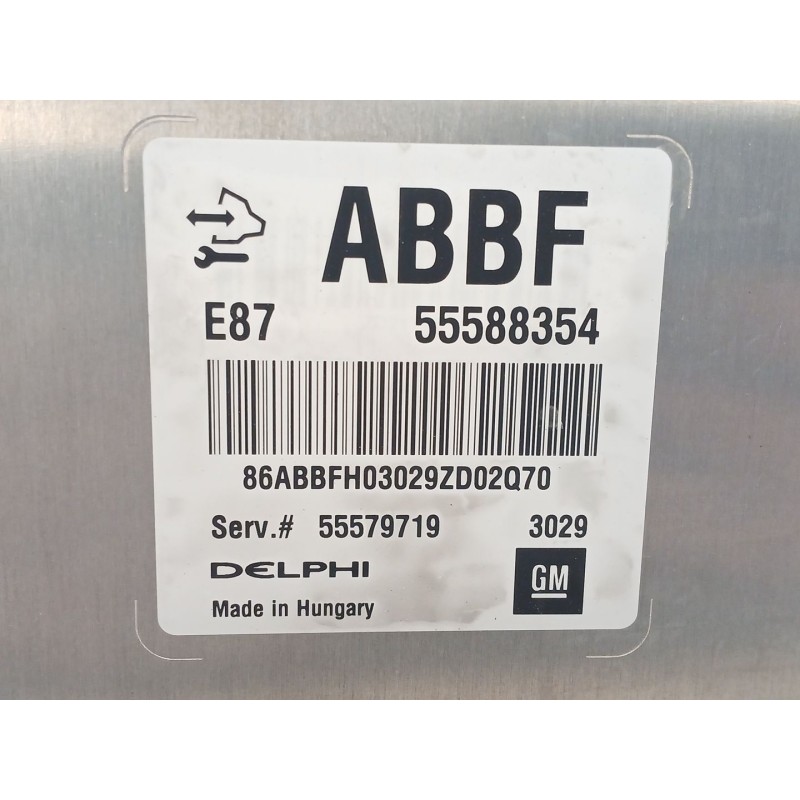 ABBF
E87 55588354
86ABBFH03029ZD02Q70
Serv.# 55579719 3029
DELPHI
GM
Made in Hungary